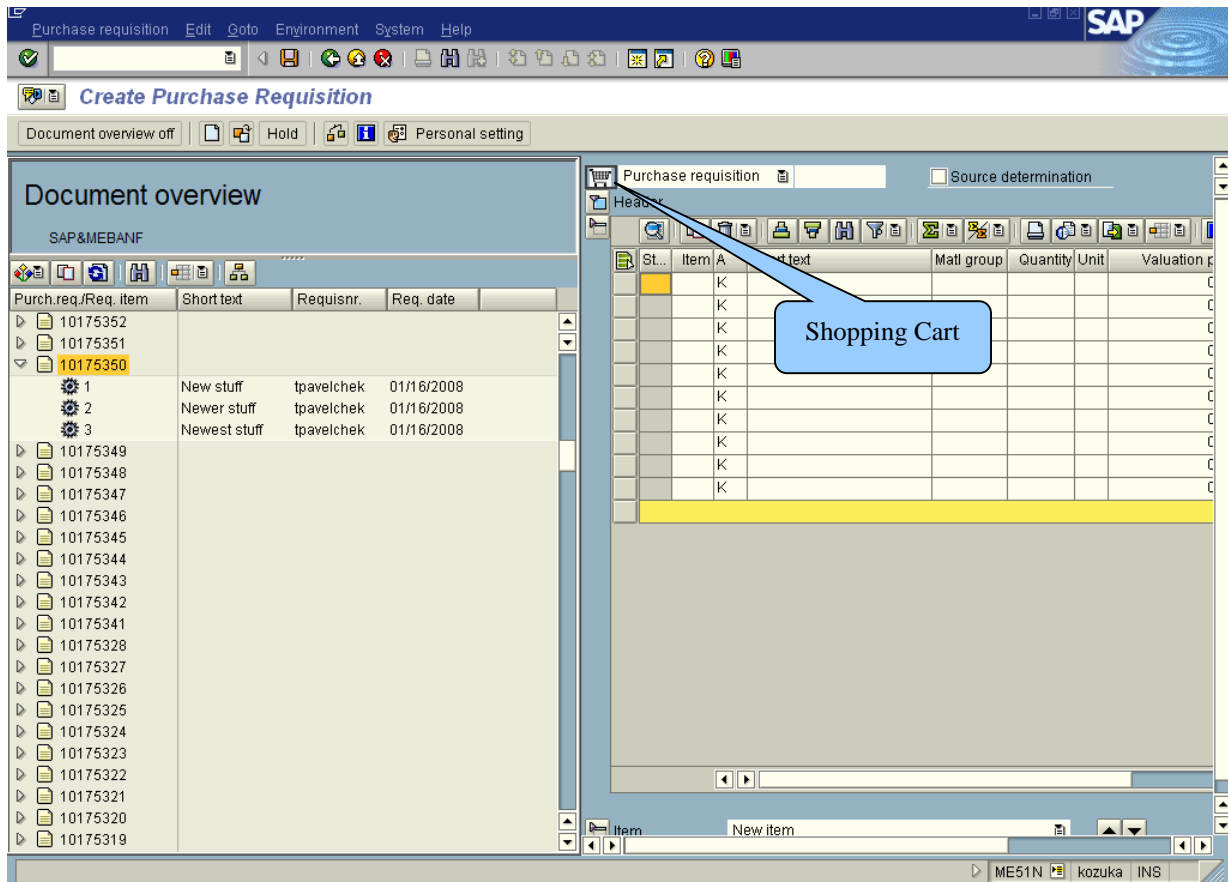 Purchase requisition Edit Goto Environment System Help
SAP
Create Purchase Requisition
Document overview off Hold Personal setting
Document overview
SAP&MEBANF
Purch.req./Req. item Short text Requisnr. Req. date
10175352
10175351
10175350
1 New stuff tpavelchek 01/16/2008
2 Newer stuff tpavelchek 01/16/2008
3 Newest stuff tpavelchek 01/16/2008
10175349
10175348
10175347
10175346
10175345
10175344
10175343
10175342
10175341
10175328
10175327
10175326
10175325
10175324
10175323
10175322
10175321
10175320
10175319
Purchase requisition Source determination
Header
St... Item A text Matl group Quantity Unit Valuation p
K
K
K
K
K
K
K
K
K
K
Shopping Cart
Item New item
ME51N kozuka INS